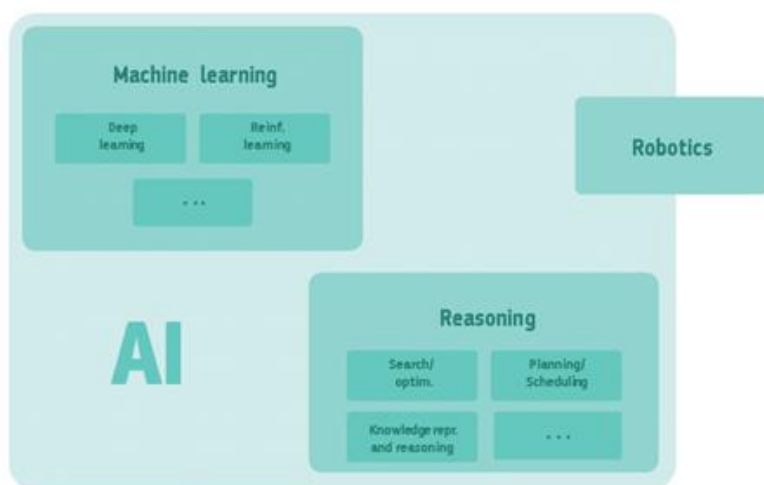 Machine learning
Deep
learning
Reinf.
learning
...
Robotics
AI
Reasoning
Search/
optim.
Planning/
Scheduling
Knowledge repr.
and reasoning
...